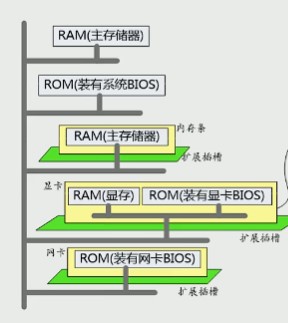 RAM(主存储器)
ROM(装有系统BIOS)
内存条
RAM(主存储器)
扩展插槽
显卡
RAM(显存) ROM(装有显卡BIOS)
扩展插槽
网卡
ROM(装有网卡BIOS)
扩展插槽